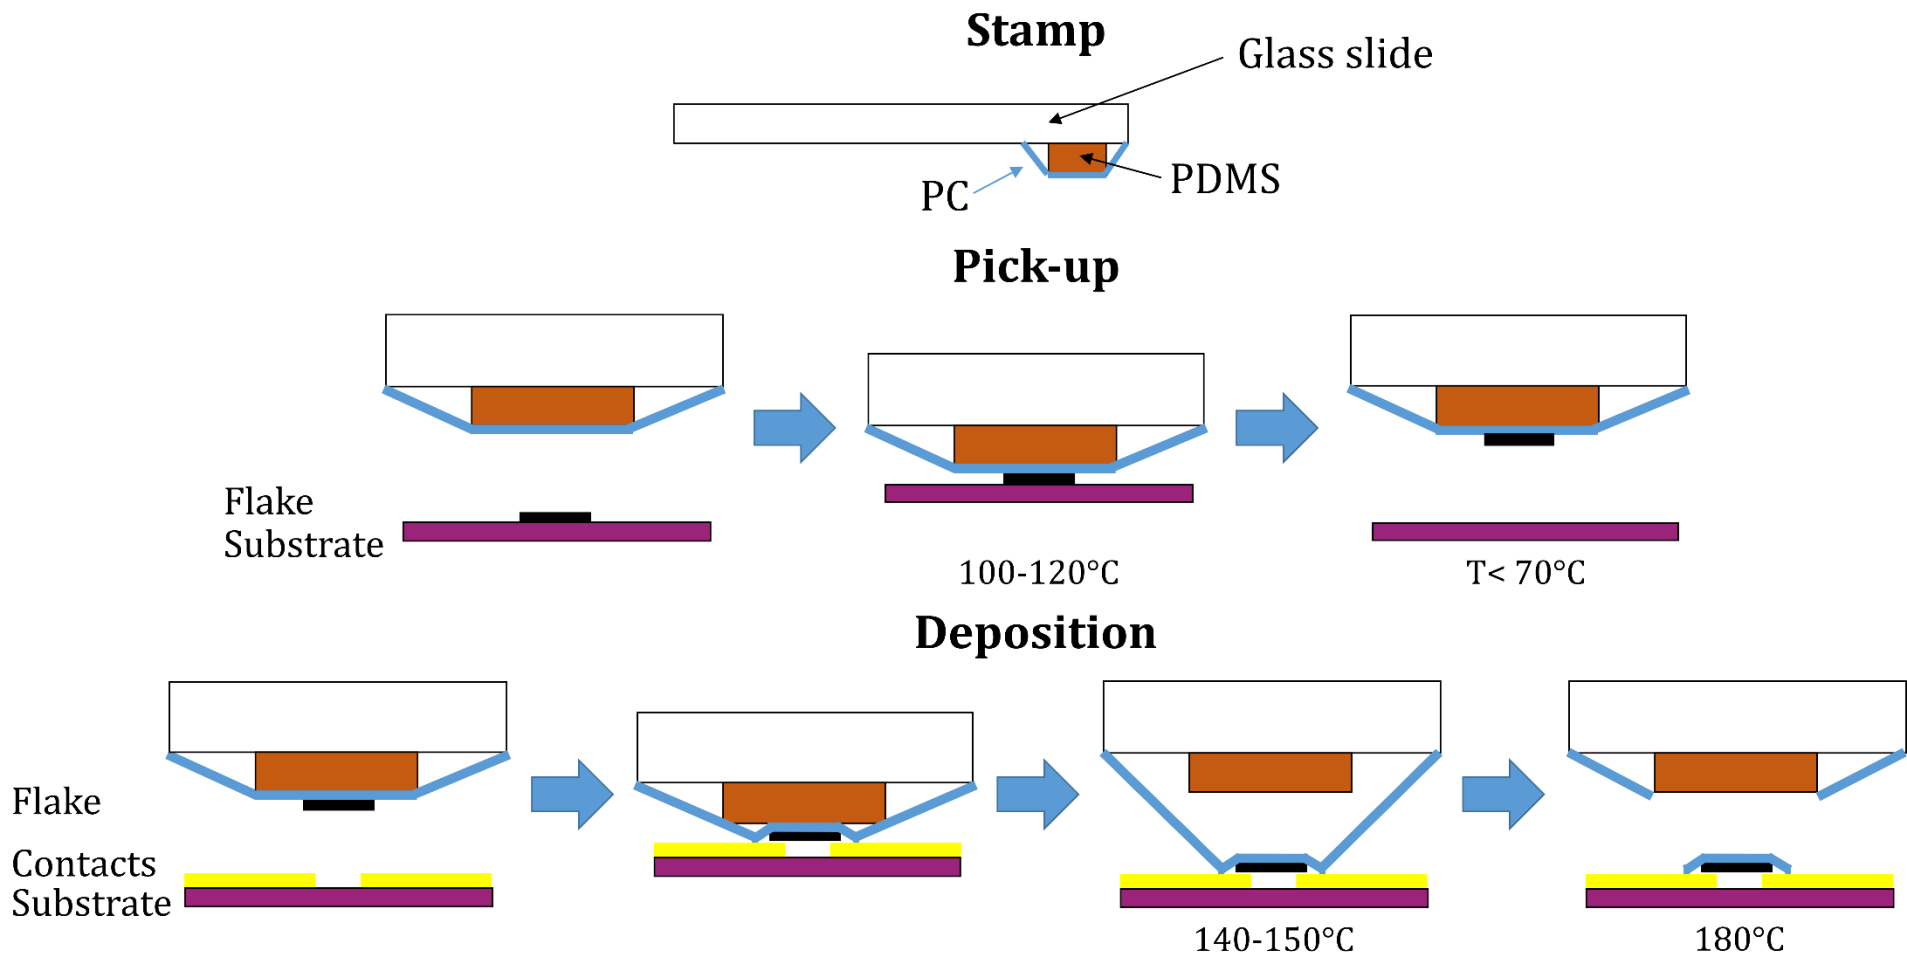 Stamp
Glass slide
PC
PDMS
Pick-up
Flake
Substrate
100-120°C
T< 70°C
Deposition
Flake
Contacts
Substrate
140-150°C
180°C